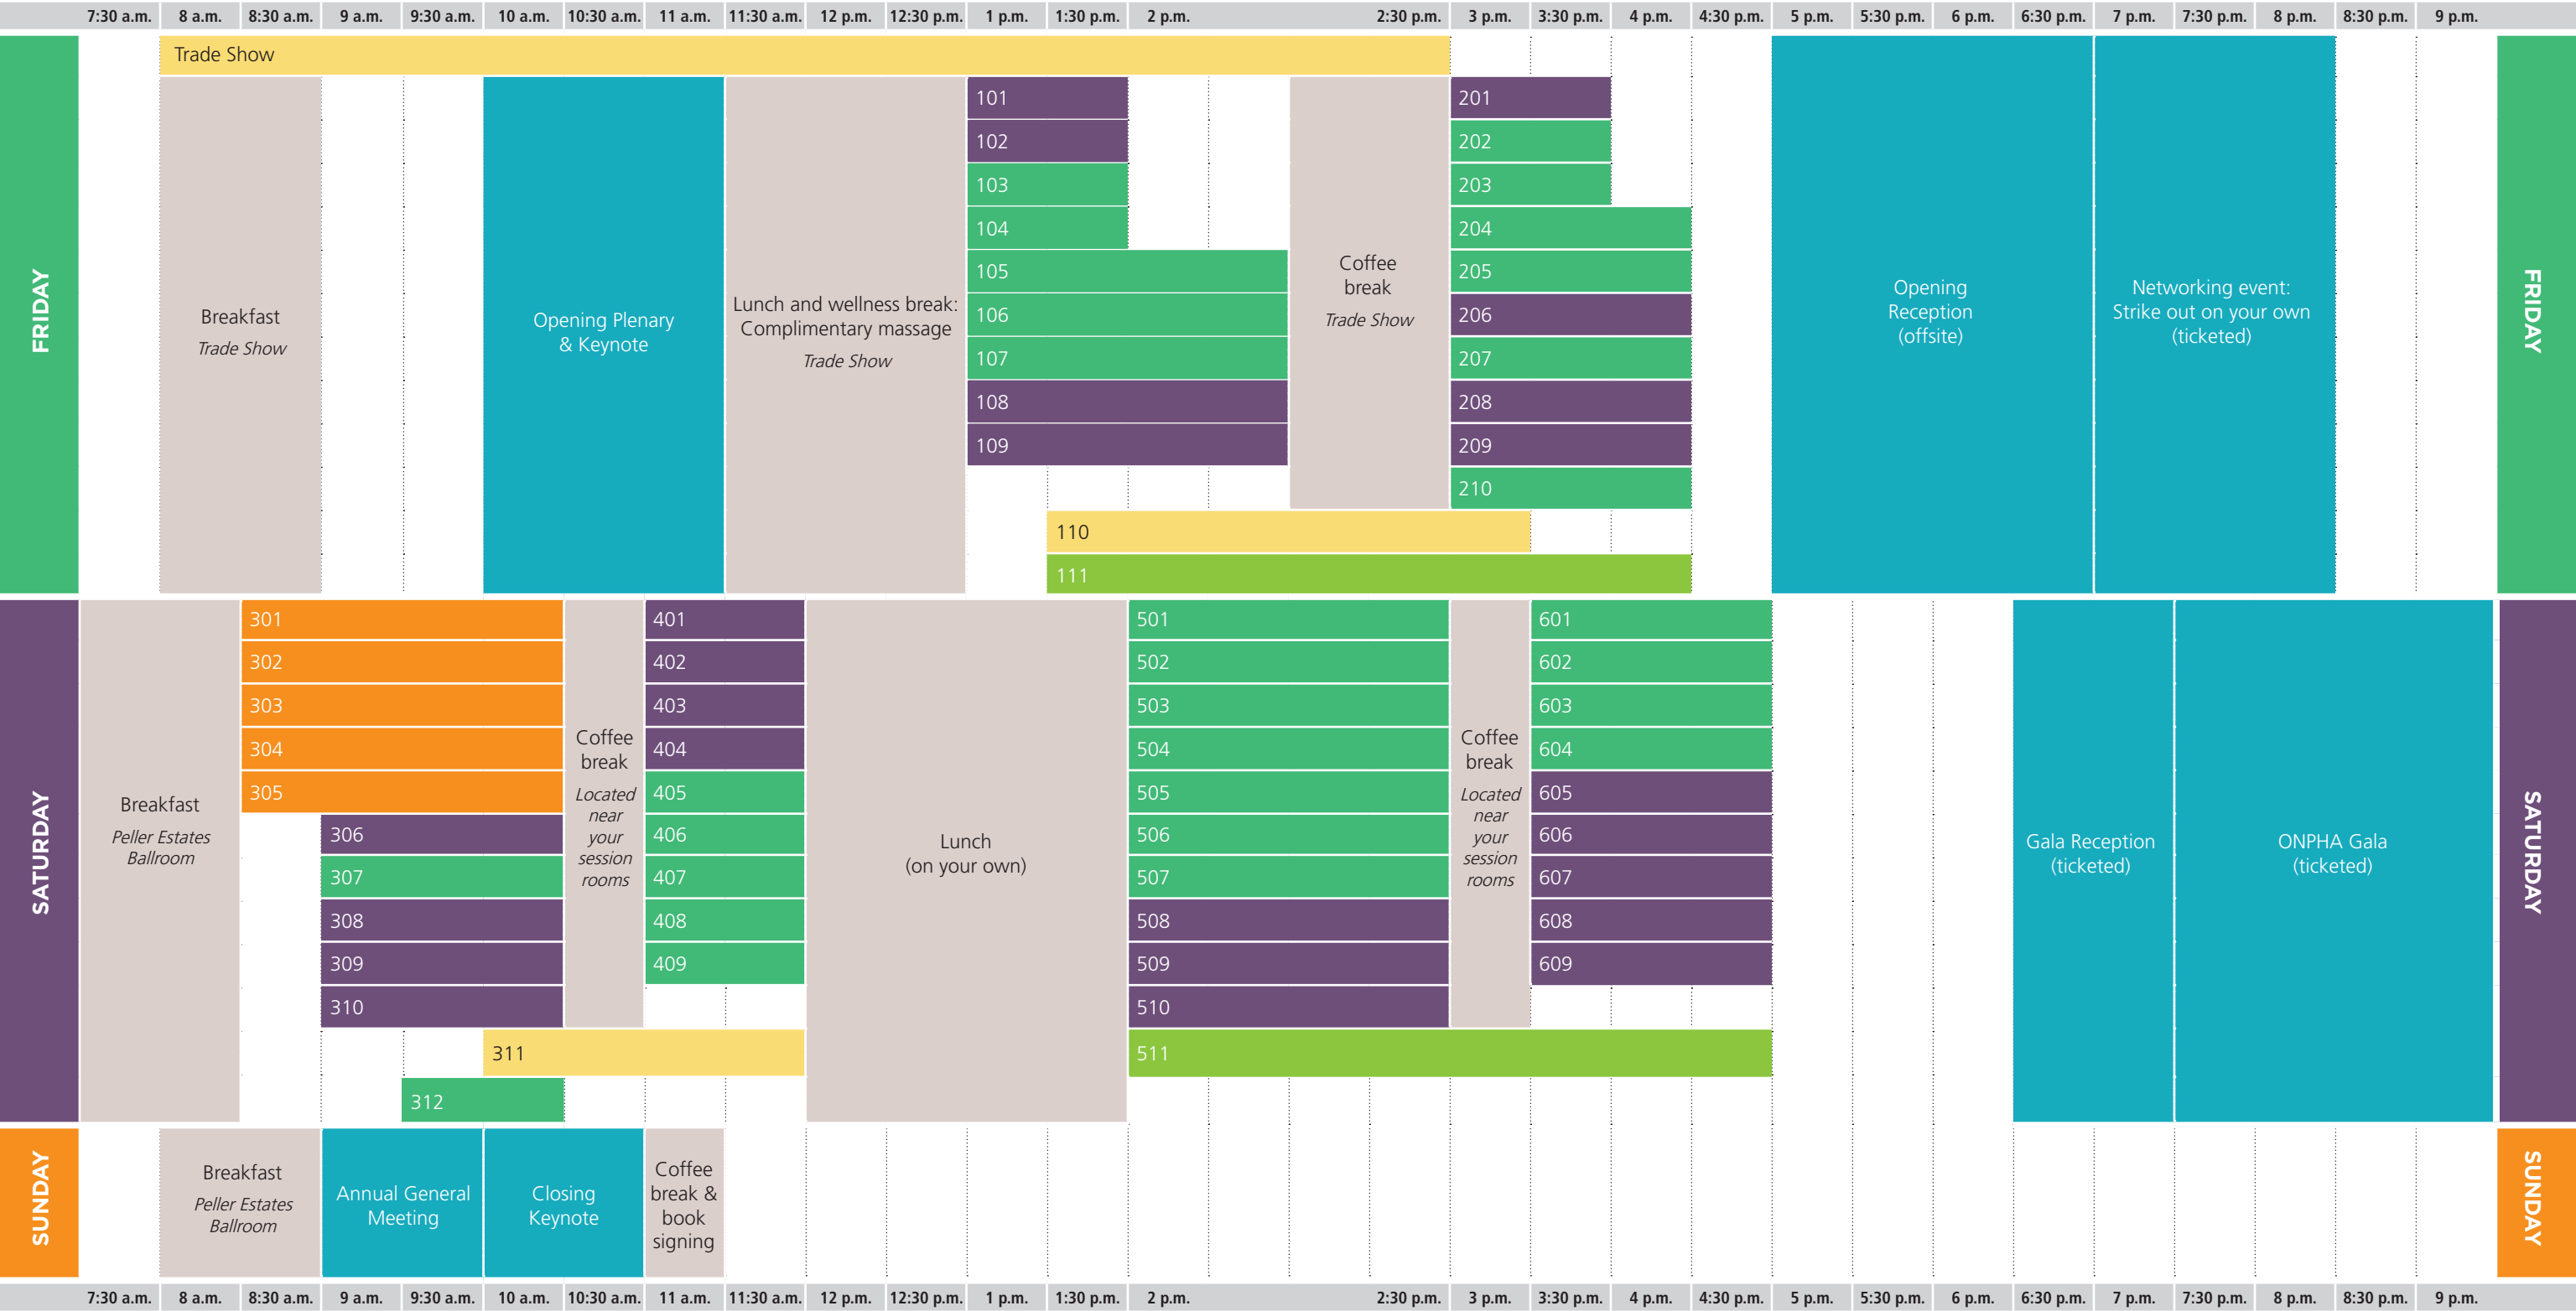 7:30 a.m. 8 a.m. 8:30 a.m. 9 a.m. 9:30 a.m. 10 a.m. 10:30 a.m. 11 a.m. 11:30 a.m. 12 p.m. 12:30 p.m. 1 p.m. 1:30 p.m. 2 p.m. 2:30 p.m. 3 p.m. 3:30 p.m. 4 p.m. 4:30 p.m. 5 p.m. 5:30 p.m. 6 p.m. 6:30 p.m. 7 p.m. 7:30 p.m. 8 p.m. 8:30 p.m. 9 p.m.
FRIDAY
Trade Show
Breakfast
Trade Show
Opening Plenary
& Keynote
Lunch and wellness break:
Complimentary massage
Trade Show
101
102
103
104
105
106
107
108
109
110
111
Coffee
break
Trade Show
201
202
203
204
205
206
207
208
209
210
Opening
Reception
(offsite)
Networking event:
Strike out on your own
(ticketed)
FRIDAY
SATURDAY
Breakfast
Peller Estates
Ballroom
301
302
303
304
305
306
307
308
309
310
311
312
Coffee
break
Located
near
your
session
rooms
401
402
403
404
405
406
407
408
409
Lunch
(on your own)
501
502
503
504
505
506
507
508
509
510
511
Coffee
break
Located
near
your
session
rooms
601
602
603
604
605
606
607
608
609
Gala Reception
(ticketed)
ONPHA Gala
(ticketed)
SATURDAY
SUNDAY
Breakfast
Peller Estates
Ballroom
Annual General
Meeting
Closing
Keynote
Coffee
break &
book
signing
SUNDAY
7:30 a.m. 8 a.m. 8:30 a.m. 9 a.m. 9:30 a.m. 10 a.m. 10:30 a.m. 11 a.m. 11:30 a.m. 12 p.m. 12:30 p.m. 1 p.m. 1:30 p.m. 2 p.m. 2:30 p.m. 3 p.m. 3:30 p.m. 4 p.m. 4:30 p.m. 5 p.m. 5:30 p.m. 6 p.m. 6:30 p.m. 7 p.m. 7:30 p.m. 8 p.m. 8:30 p.m. 9 p.m.